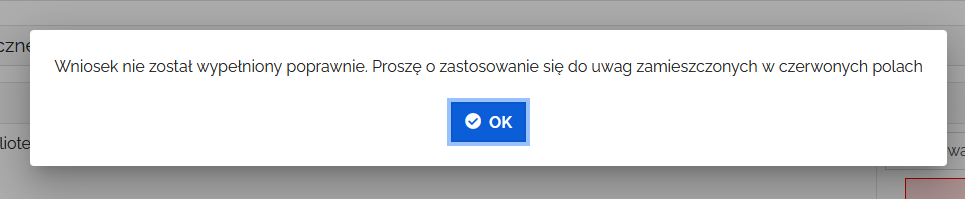 Wniosek nie został wypełniony poprawnie. Proszę o zastosowanie się do uwag zamieszczonych w czerwonych polach
OK